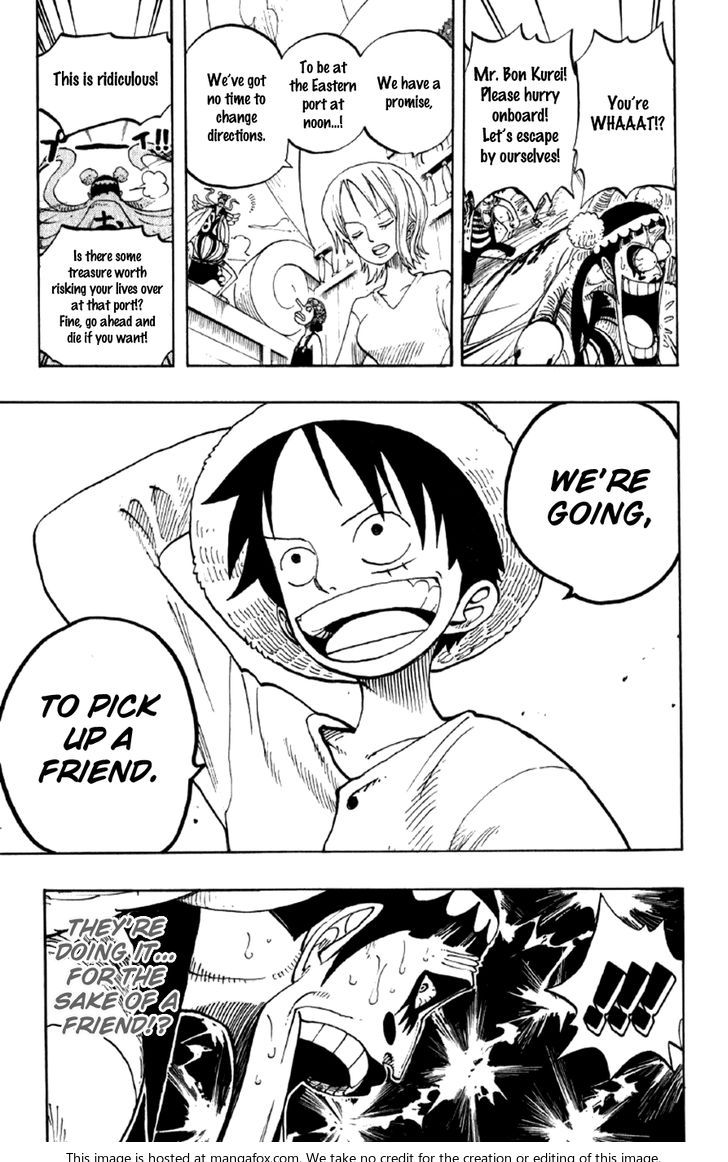 You're
WHAAAT!?
Mr. Bon Kurei!
Please hurry
onboard!
Let's escape
by ourselves!
We have a
promise,
To be at
the Eastern
port at
noon...!
We've got
no time to
change
directions.
This is ridiculous!
プーイ!!
Is there some
treasure worth
risking your lives over
at that port!?
Fine, go ahead and
die if you want!
WE'RE
GOING,
TO PICK
UP A
FRIEND.
!!!
THEY'RE
DOING IT...
FOR THE
SAKE OF A
FRIEND!?
This image is hosted at mangafox.com. We take no credit for the creation or editing of this image.